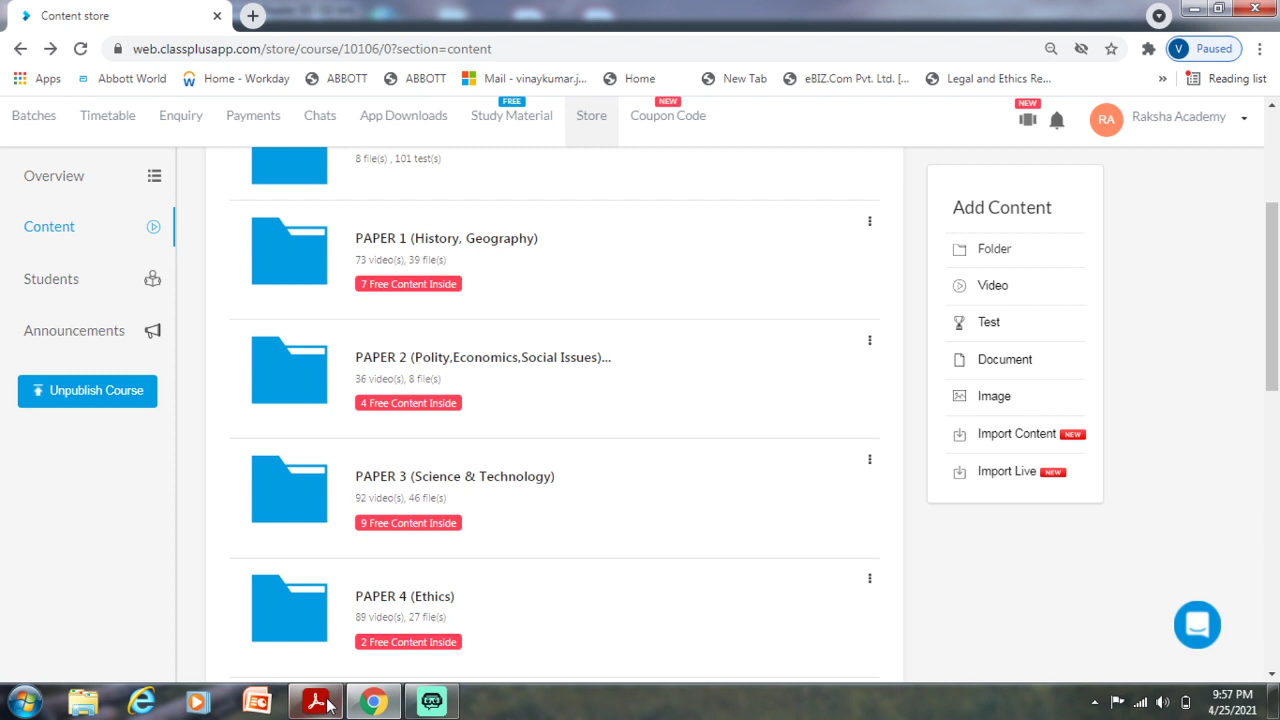 Content store
web.classplusapp.com/store/course/10106/0?section=content
V Paused
Apps
Abbott World
Home - Workday
ABBOTT
ABBOTT
Mail - vinaykumar.j...
Home
New Tab
eBIZ.Com Pvt. Ltd. [...
Legal and Ethics Re...
»
Reading list
FREE
NEW
NEW
Batches
Timetable
Enquiry
Payments
Chats
App Downloads
Study Material
Store
Coupon Code
RA
Raksha Academy
Overview
Content
Students
Announcements
Unpublish Course
8 file(s) , 101 test(s)
PAPER 1 (History, Geography)
73 video(s), 39 file(s)
7 Free Content Inside
PAPER 2 (Polity,Economics,Social Issues)...
36 video(s), 8 file(s)
4 Free Content Inside
PAPER 3 (Science & Technology)
92 video(s), 46 file(s)
9 Free Content Inside
PAPER 4 (Ethics)
89 video(s), 27 file(s)
2 Free Content Inside
Add Content
Folder
Video
Test
Document
Image
Import Content NEW
Import Live NEW
9:57 PM
4/25/2021